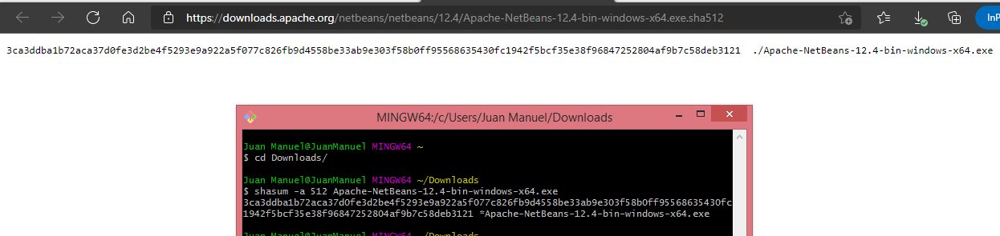 https://downloads.apache.org/netbeans/netbeans/12.4/Apache-NetBeans-12.4-bin-windows-x64.exe.sha512
InP
3ca3ddba1b72aca37d0fe3d2be4f5293e9a922a5f077c826fb9d4558be33ab9e303f58b0ff95568635430fc1942f5bcf35e38f96847252804af9b7c58deb3121  ./Apache-NetBeans-12.4-bin-windows-x64.exe
MINGW64:/c/Users/Juan Manuel/Downloads
Juan Manuel@JuanManuel MINGW64 ~
$ cd Downloads/
Juan Manuel@JuanManuel MINGW64 ~/Downloads
$ shasum -a 512 Apache-NetBeans-12.4-bin-windows-x64.exe
3ca3ddba1b72aca37d0fe3d2be4f5293e9a922a5f077c826fb9d4558be33ab9e303f58b0ff95568635430fc
1942f5bcf35e38f96847252804af9b7c58deb3121 *Apache-NetBeans-12.4-bin-windows-x64.exe
Juan Manuel@JuanManuel MINGW64 ~/Downloads